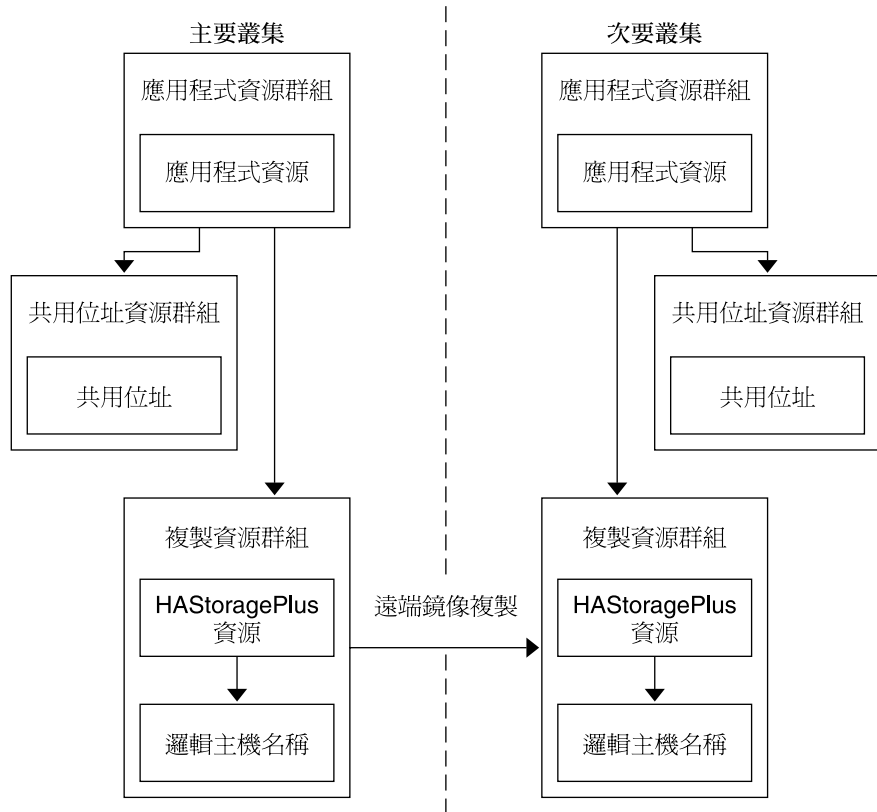 主要叢集
次要叢集
應用程式資源群組
應用程式資源
應用程式資源群組
應用程式資源
共用位址資源群組
共用位址
共用位址資源群組
共用位址
複製資源群組
HAStoragePlus
資源
邏輯主機名稱
遠端鏡像複製
複製資源群組
HAStoragePlus
資源
邏輯主機名稱